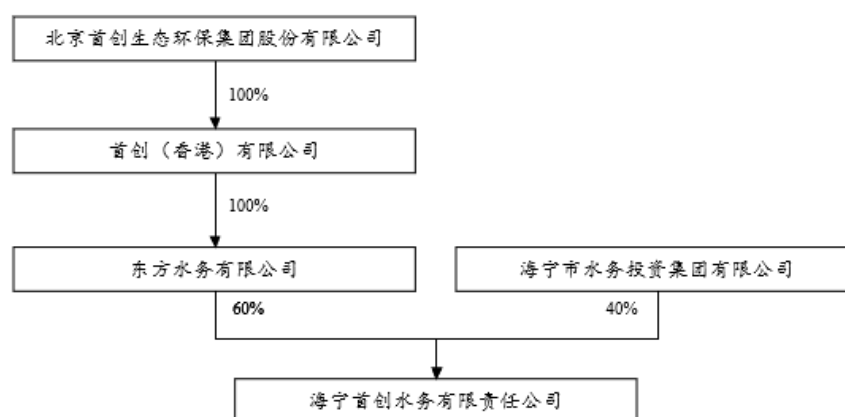 北京首创生态环保集团股份有限公司
100%
首创（香港）有限公司
100%
东方水务有限公司
海宁市水务投资集团有限公司
60%
40%
海宁首创水务有限责任公司